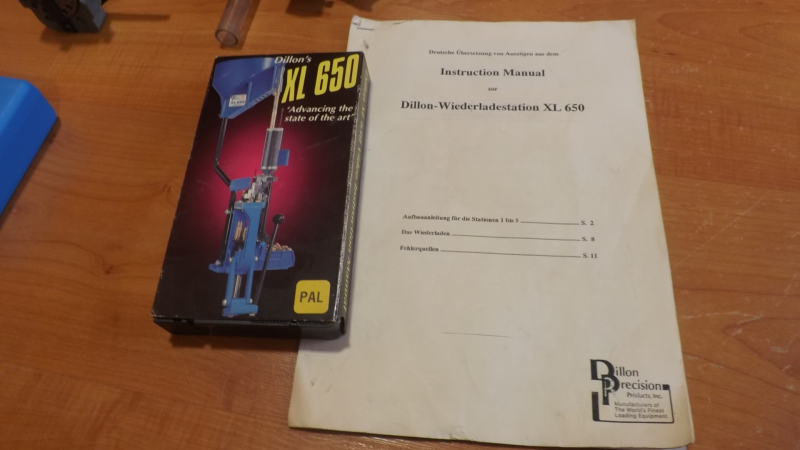 Dillon's
XL 650
"Advancing the
state of the art"
PAL
Deutsche Übersetzung von Auszügen aus dem
Instruction Manual
zur
Dillon-Wiederladestation XL 650
Aufbauanleitung für die Stationen 1 bis 5 S. 2
Das Wiederladen S. 8
Fehlerquellen S. 11
Dillon
Precision
Products, Inc.
Manufacturers of
The World's Finest
Loading Equipment